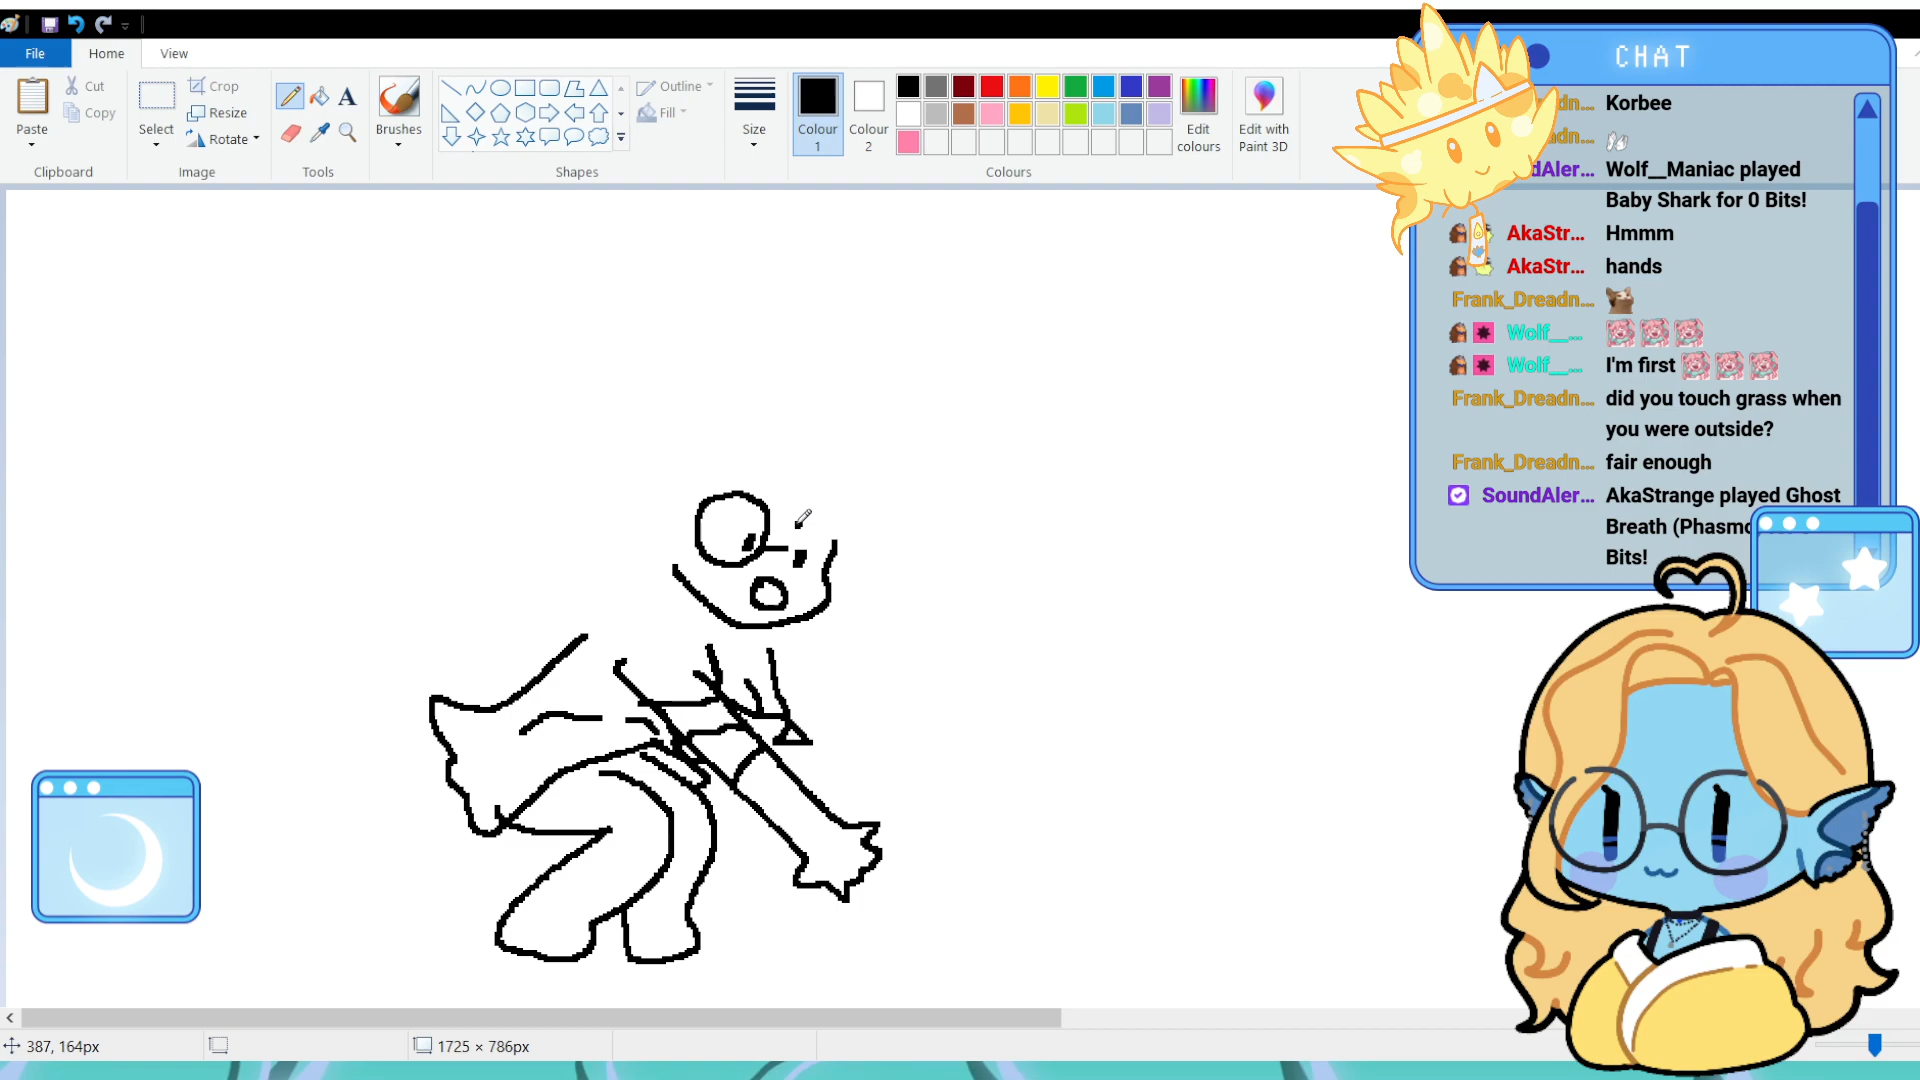 File
Home
View
Cut
Copy
Paste
Clipboard
Crop
Resize
Rotate
Select
Image
A
Tools
Brushes
Outline
Fill
Shapes
Size
Colour
1
Colour
2
Edit
colours
Edit with
Paint 3D
Colours
CHAT
dn... Korbee
dn...
dAler... Wolf__Maniac played
Baby Shark for 0 Bits!
AkaStr... Hmmm
AkaStr... hands
Frank_Dreadn...
Wolf__...
Wolf__... I'm first
Frank_Dreadn... did you touch grass when
you were outside?
Frank_Dreadn... fair enough
SoundAler... AkaStrange played Ghost
Breath (Phasmo
Bits!
387, 164px
1725 × 786px